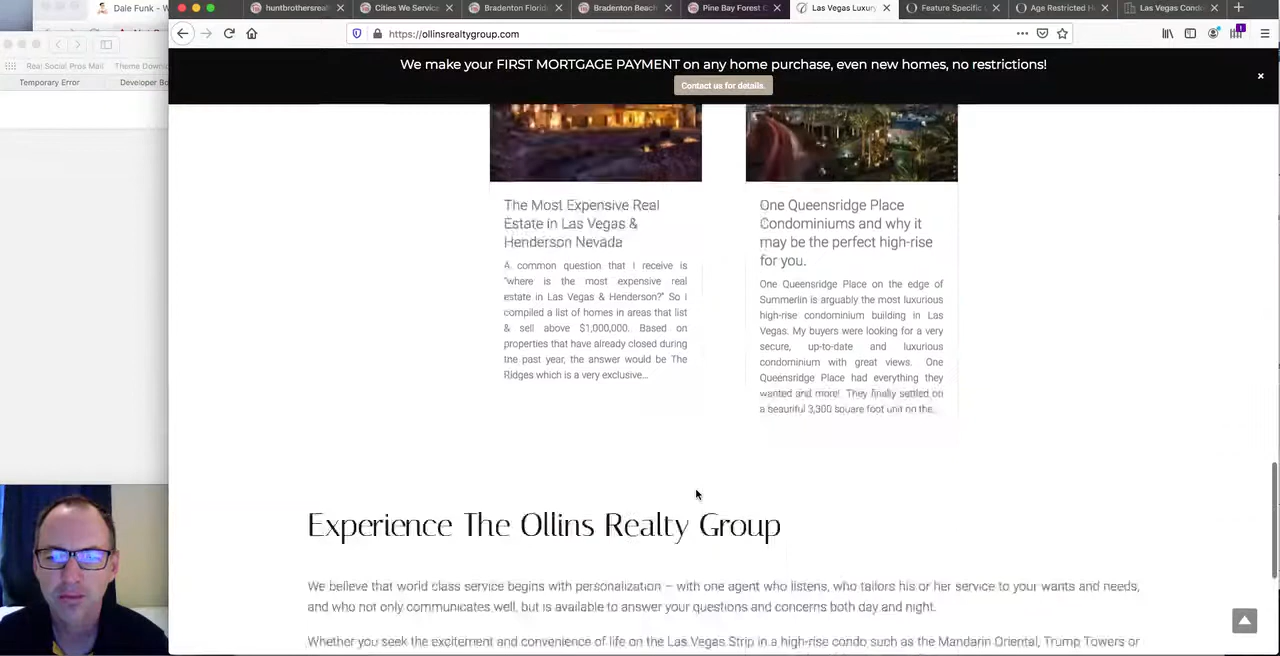 Dale Funk - W
huntbrothersreal
Cities We Service
Bradenton Florid
Bradenton Beach
Pine Bay Forest C
Las Vegas Luxury
Feature Specific L
Age Restricted H
Las Vegas Cond
https://ollinsrealtygroup.com
Real Social Pros Mail
Theme Downl
Temporary Error
Developer Bo
We make your FIRST MORTGAGE PAYMENT on any home purchase, even new homes, no restrictions!
Contact us for details.
The Most Expensive Real
Estate in Las Vegas &
Henderson Nevada
A common question that I receive is
"where is the most expensive real
estate in Las Vegas & Henderson?" So I
compiled a list of homes in areas that list
& sell above $1,000,000. Based on
properties that have already closed during
the past year, the answer would be The
Ridges which is a very exclusive...
One Queensridge Place
Condominiums and why it
may be the perfect high-rise
for you.
One Queensridge Place on the edge of
Summerlin is arguably the most luxurious
high-rise condominium building in Las
Vegas. My buyers were looking for a very
secure, up-to-date and luxurious
condominium with great views. One
Queensridge Place had everything they
wanted and more! They finally settled on
a beautiful 3,300 square foot unit on the...
Experience The Ollins Realty Group
We believe that world class service begins with personalization – with one agent who listens, who tailors his or her service to your wants and needs,
and who not only communicates well, but is available to answer your questions and concerns both day and night.
Whether you seek the excitement and convenience of life on the Las Vegas Strip in a high-rise condo such as the Mandarin Oriental, Trump Towers or